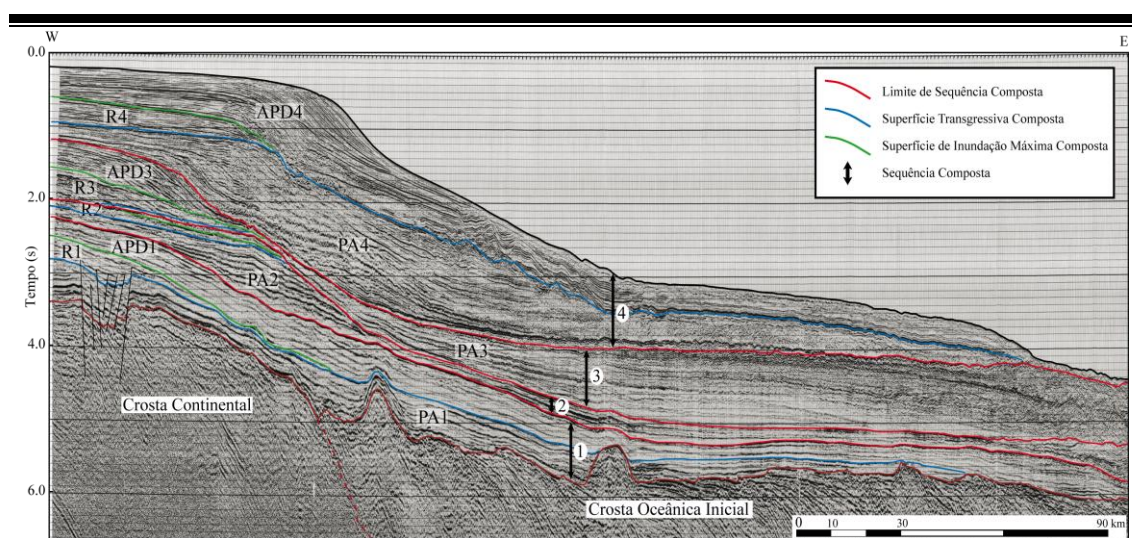 W
E
0.0
2.0
4.0
6.0
Tempo (s)
Limite de Sequência Composta
Superfície Transgressiva Composta
Superfície de Inundação Máxima Composta
Sequência Composta
APD4
R4
APD3
R3
R2
APD1
R1
PA4
PA2
PA3
PA1
4
3
2
1
Crosta Continental
Crosta Oceânica Inicial
0 10 30 90 km